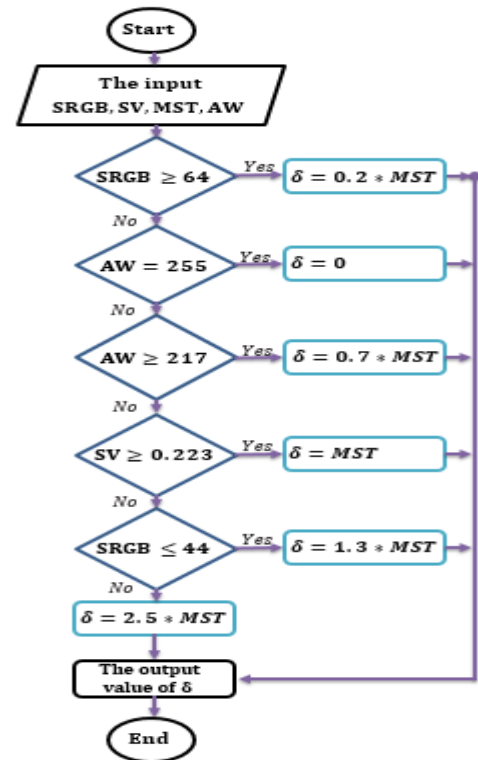 Start
The input
SRGB, SV, MST, AW
SRGB ≥ 64
Yes
δ = 0.2 * MST
No
AW = 255
Yes
δ = 0
No
AW ≥ 217
Yes
δ = 0.7 * MST
No
SV ≥ 0.223
Yes
δ = MST
No
SRGB ≤ 44
Yes
δ = 1.3 * MST
No
δ = 2.5 * MST
The output
value of δ
End